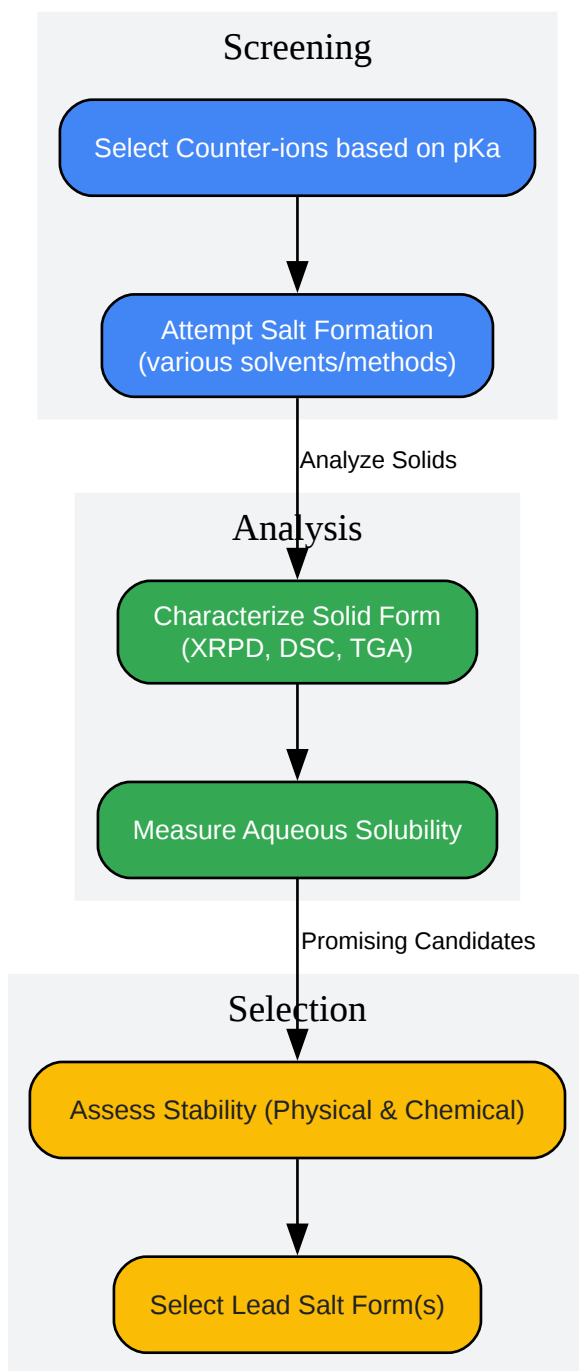 Screening
Select Counter-ions based on pKa
Attempt Salt Formation
(various solvents/methods)
Analyze Solids
Analysis
Characterize Solid Form
(XRPD, DSC, TGA)
Measure Aqueous Solubility
Promising Candidates
Selection
Assess Stability (Physical & Chemical)
Select Lead Salt Form(s)